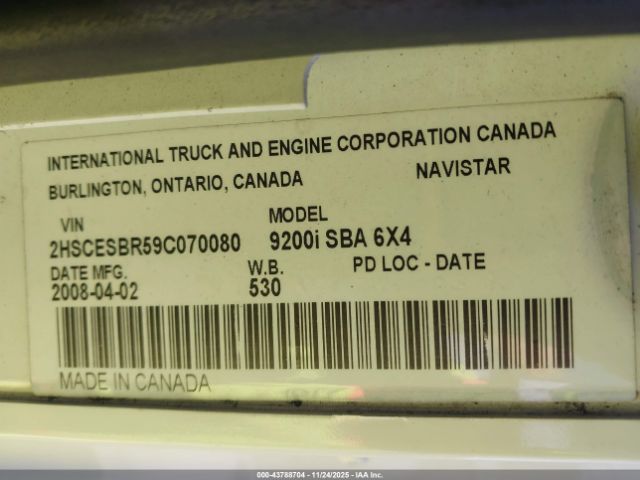 INTERNATIONAL TRUCK AND ENGINE CORPORATION CANADA
BURLINGTON, ONTARIO, CANADA NAVISTAR
VIN MODEL
2HSCESBR59C070080 9200i SBA 6X4
DATE MFG. W.B. PD LOC - DATE
2008-04-02 530
MADE IN CANADA
000-43788704 - 11/24/2025 - IAA Inc.